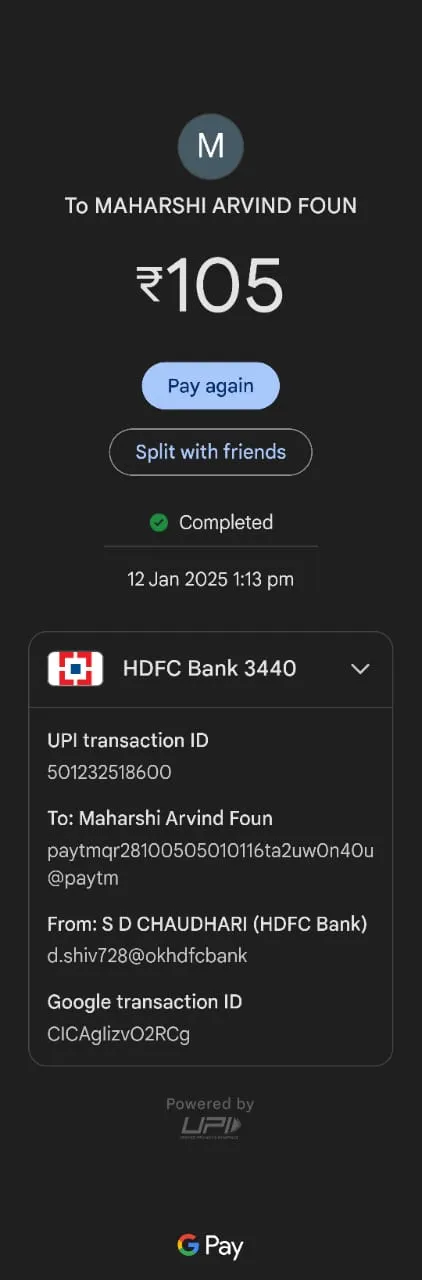 M
To MAHARSHI ARVIND FOUN
₹105
Pay again
Split with friends
Completed
12 Jan 2025 1:13 pm
HDFC Bank 3440
UPI transaction ID
501232518600
To: Maharshi Arvind Foun
paytmqr28100505010116ta2uw0n40u
@paytm
From: S D CHAUDHARI (HDFC Bank)
d.shiv728@okhdfcbank
Google transaction ID
CICAgIizvO2RCg
Powered by
UPI
G Pay